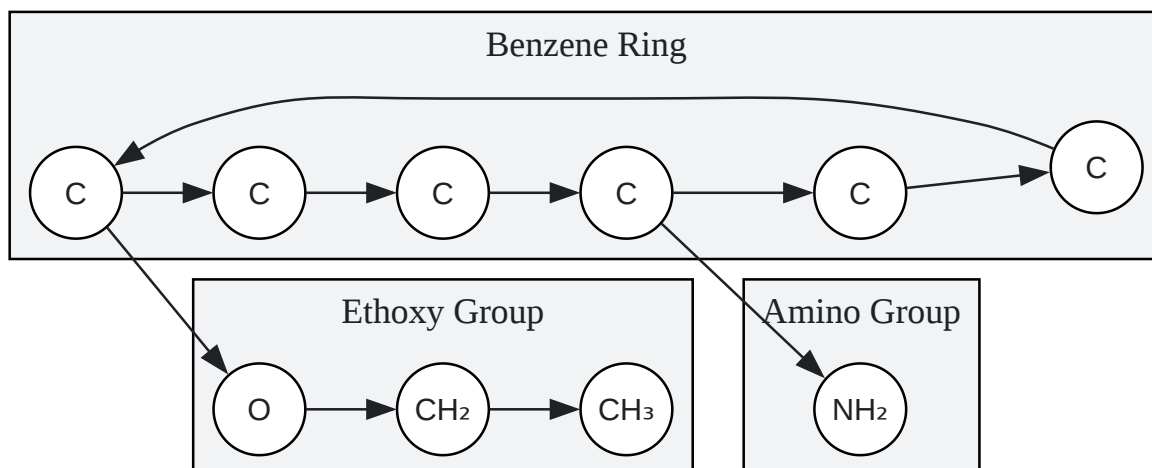 Benzene Ring
C C C C C C
Ethoxy Group
Amino Group
O CH₂ CH₃ NH₂